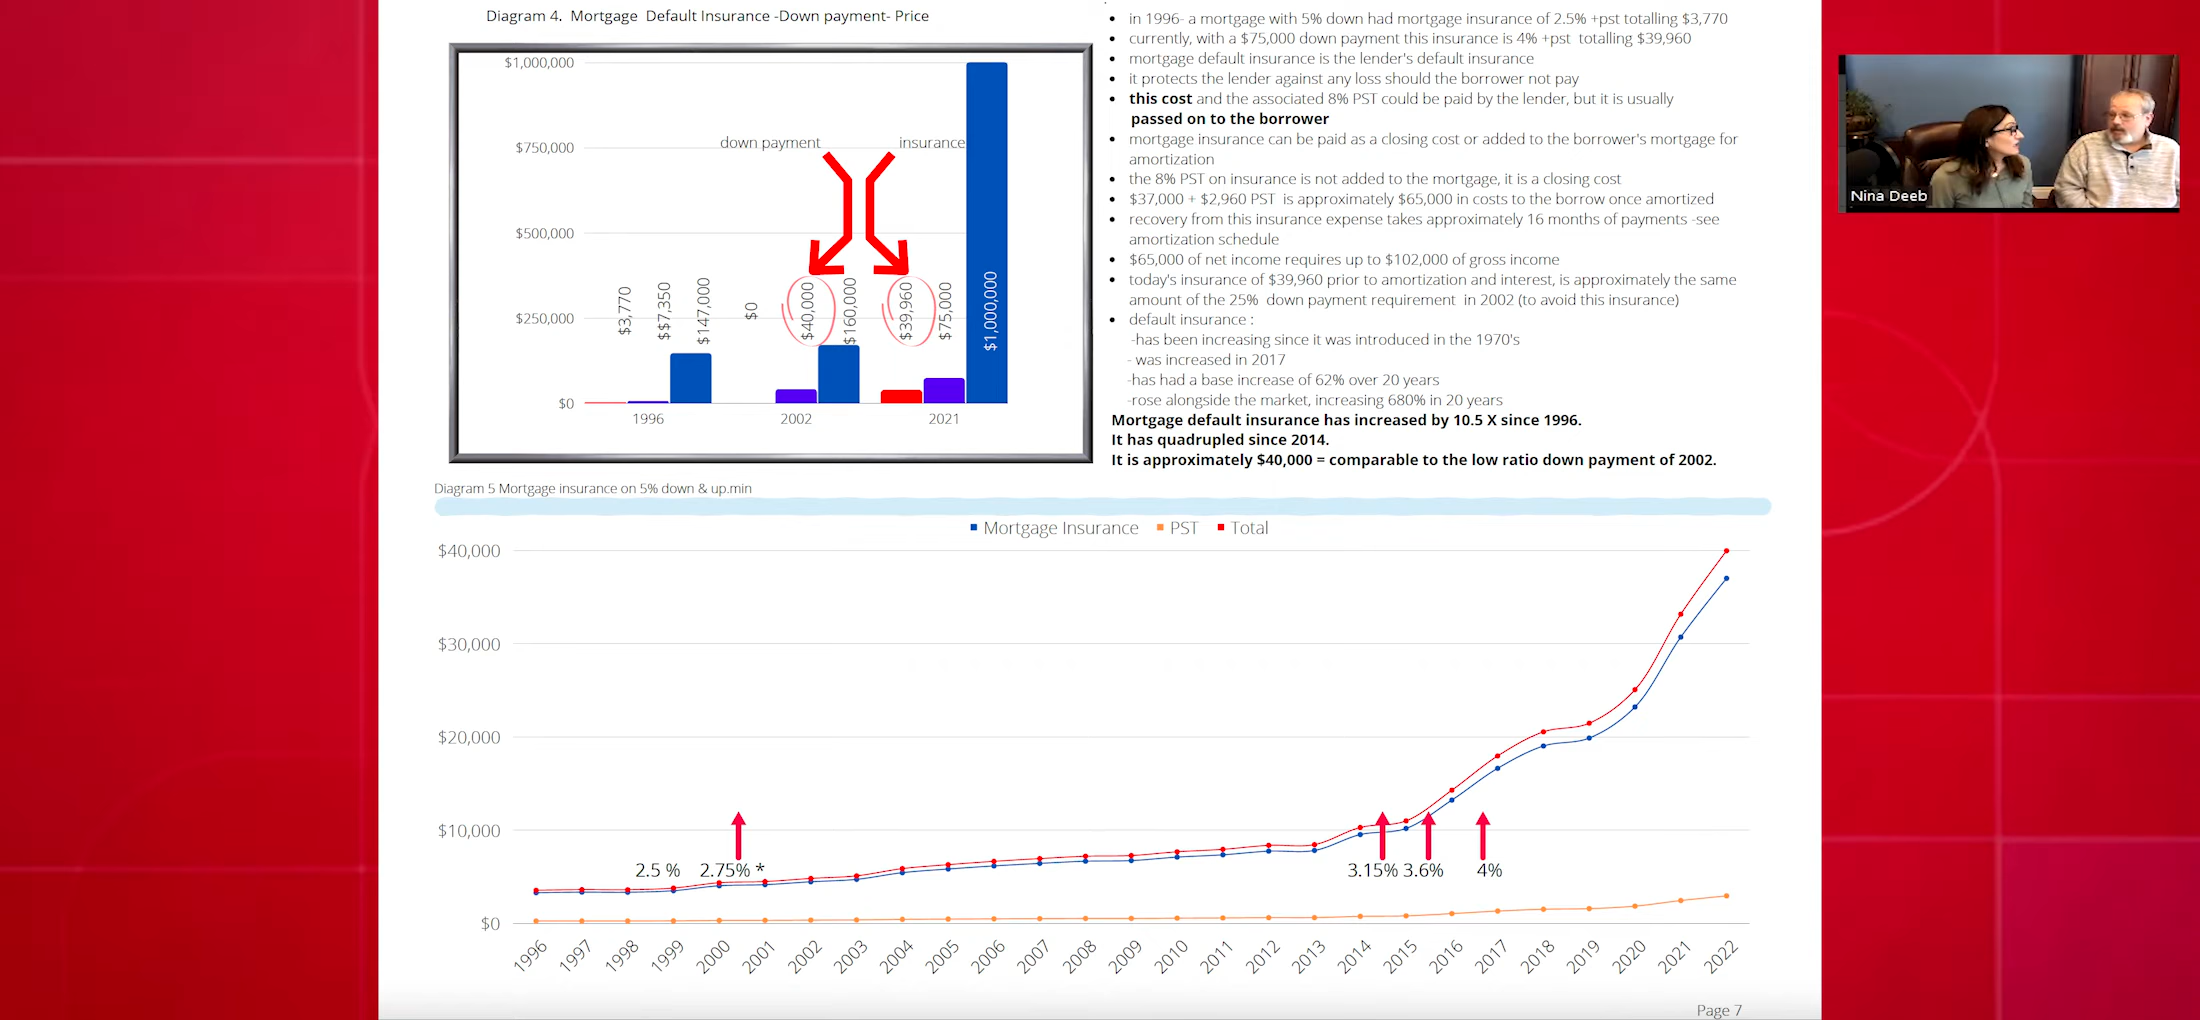 Diagram 4. Mortgage Default Insurance -Down payment- Price
$1,000,000
$750,000
$500,000
$250,000
$0
down payment
insurance
$3,770
$$7,350
$147,000
$0
$40,000
$160,000
$39,960
$75,000
$1,000,000
1996
2002
2021
• in 1996- a mortgage with 5% down had mortgage insurance of 2.5% +pst totalling $3,770
• currently, with a $75,000 down payment this insurance is 4% +pst totalling $39,960
• mortgage default insurance is the lender's default insurance
• it protects the lender against any loss should the borrower not pay
• this cost and the associated 8% PST could be paid by the lender, but it is usually
passed on to the borrower
• mortgage insurance can be paid as a closing cost or added to the borrower's mortgage for
amortization
• the 8% PST on insurance is not added to the mortgage, it is a closing cost
• $37,000 + $2,960 PST is approximately $65,000 in costs to the borrow once amortized
• recovery from this insurance expense takes approximately 16 months of payments -see
amortization schedule
• $65,000 of net income requires up to $102,000 of gross income
• today's insurance of $39,960 prior to amortization and interest, is approximately the same
amount of the 25% down payment requirement in 2002 (to avoid this insurance)
• default insurance :
-has been increasing since it was introduced in the 1970's
- was increased in 2017
-has had a base increase of 62% over 20 years
-rose alongside the market, increasing 680% in 20 years
Mortgage default insurance has increased by 10.5 X since 1996.
It has quadrupled since 2014.
It is approximately $40,000 = comparable to the low ratio down payment of 2002.
Nina Deeb
Diagram 5 Mortgage insurance on 5% down & up.min
Mortgage Insurance PST Total
$40,000
$30,000
$20,000
$10,000
$0
2.5 % 2.75% * 3.15% 3.6% 4%
1996 1997 1998 1999 2000 2001 2002 2003 2004 2005 2006 2007 2008 2009 2010 2011 2012 2013 2014 2015 2016 2017 2018 2019 2020 2021 2022
Page 7